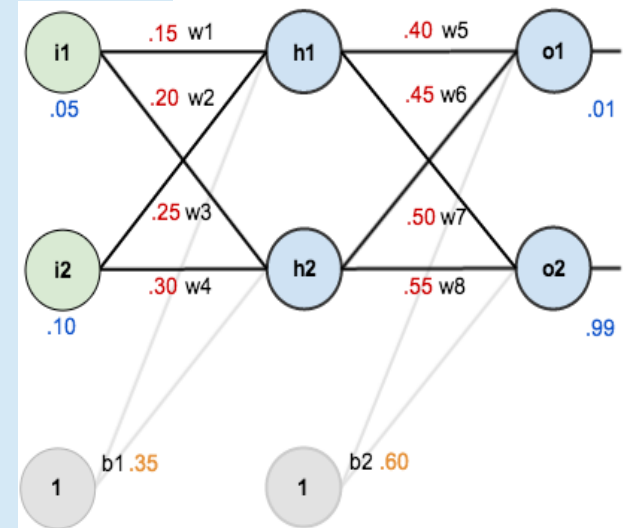 .15 w1
.40 w5
i1
h1
o1
.20 w2
.45 w6
.05
.01
.25 w3
.50 w7
i2
h2
o2
.30 w4
.55 w8
.10
.99
b1 .35
b2 .60
1
1